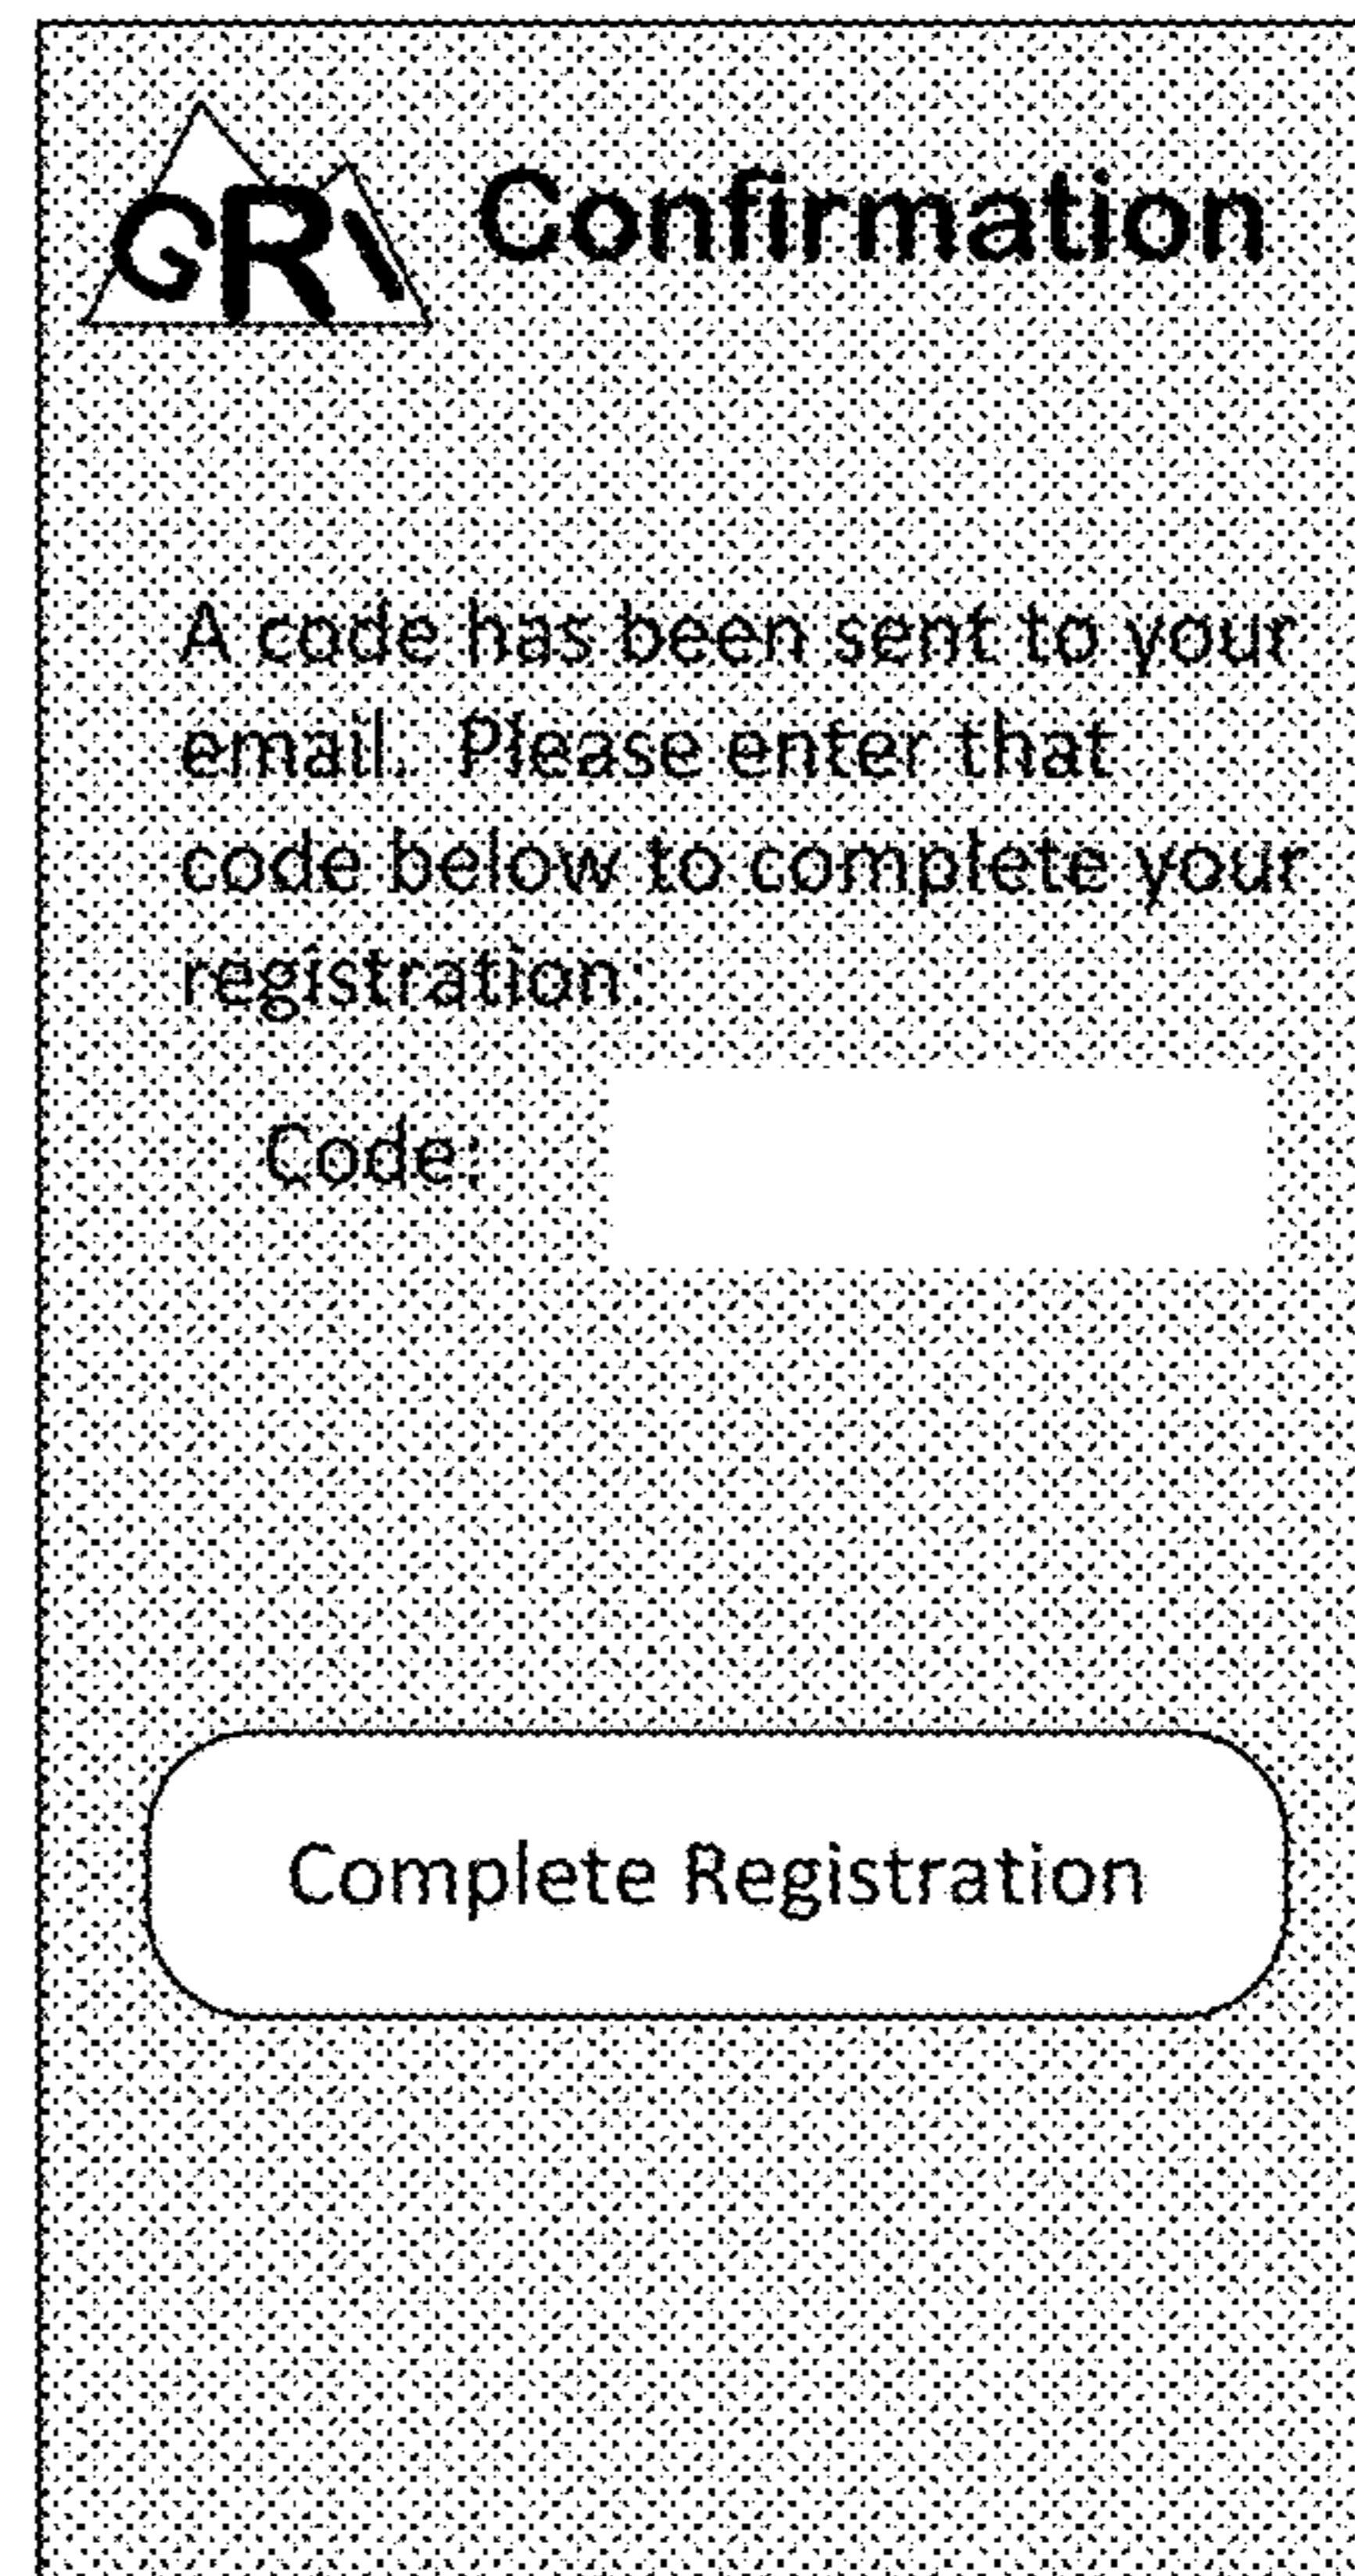 GRI Confirmation
A code has been sent to your
email. Please enter that
code below to complete your
registration.
Code:
Complete Registration